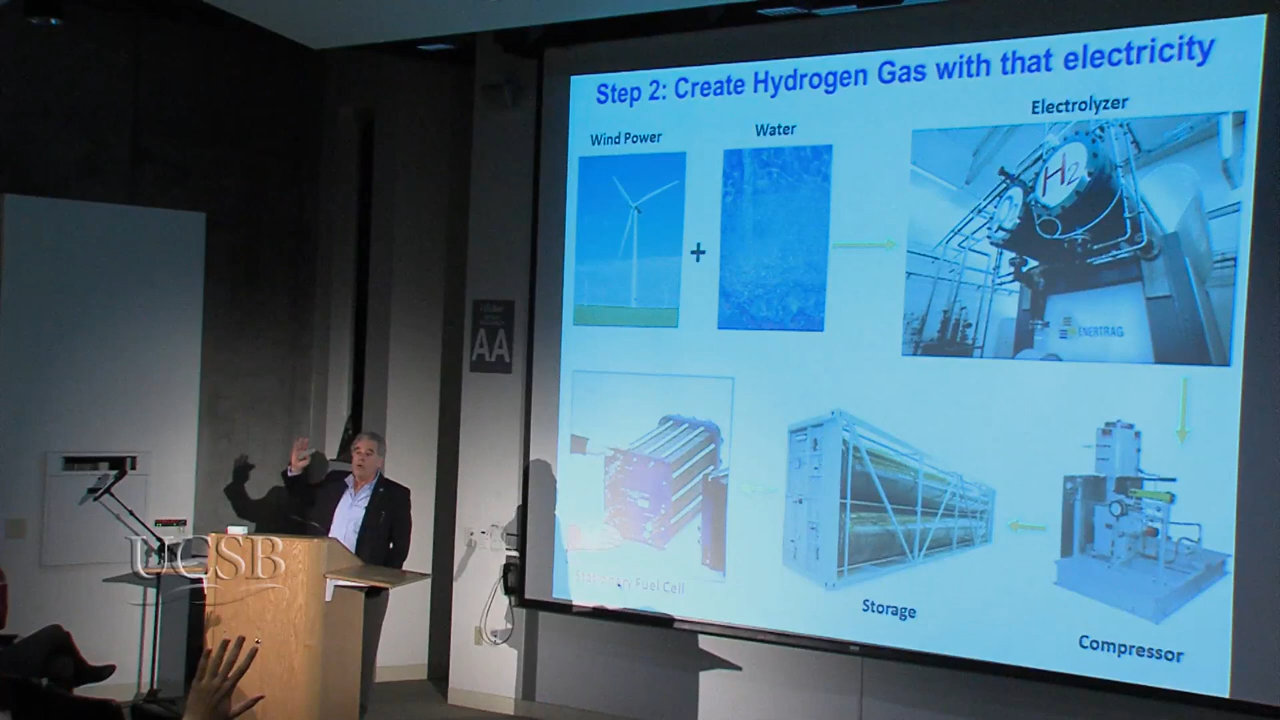 Step 2: Create Hydrogen Gas with that electricity
Wind Power
Water
Electrolyzer
+
H2
ENERTRAG
AA
Stationary Fuel Cell
Storage
Compressor
UCSB